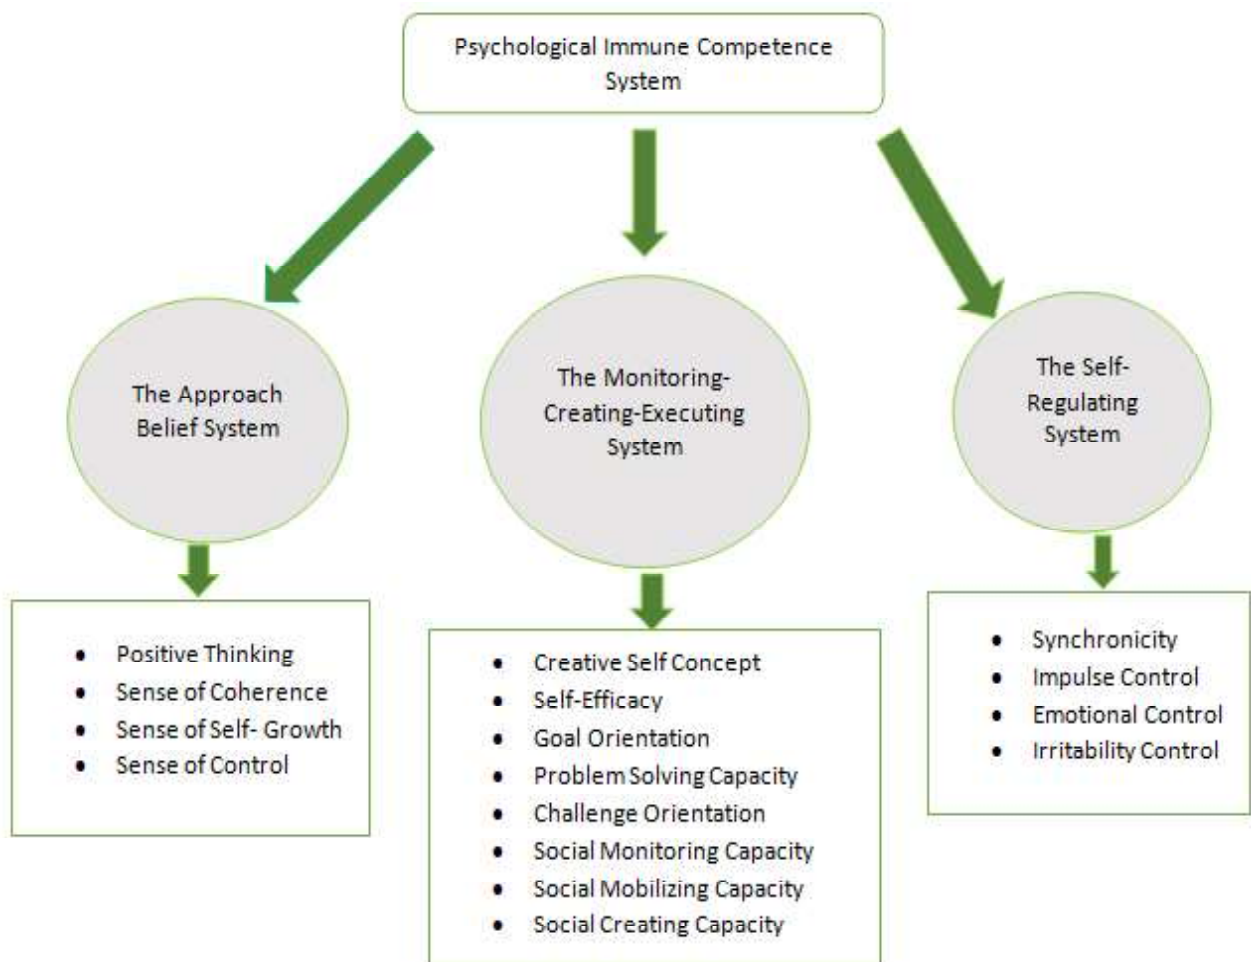 Psychological Immune Competence
System
The Approach
Belief System
The Monitoring-
Creating-Executing
System
The Self-
Regulating
System
• Positive Thinking
• Sense of Coherence
• Sense of Self- Growth
• Sense of Control
• Creative Self Concept
• Self-Efficacy
• Goal Orientation
• Problem Solving Capacity
• Challenge Orientation
• Social Monitoring Capacity
• Social Mobilizing Capacity
• Social Creating Capacity
• Synchronicity
• Impulse Control
• Emotional Control
• Irritability Control